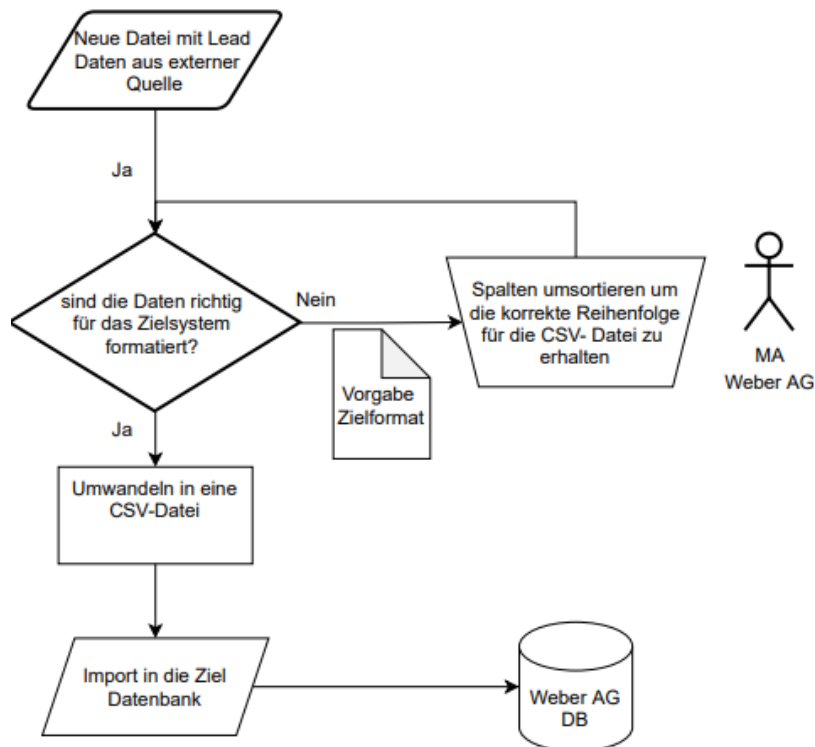 Neue Datei mit Lead
Daten aus externer
Quelle
Ja
sind die Daten richtig
für das Zielsystem
formatiert?
Nein
Spalten umsortieren um
die korrekte Reihenfolge
für die CSV- Datei zu
erhalten
MA
Weber AG
Vorgabe
Zielformat
Ja
Umwandeln in eine
CSV-Datei
Import in die Ziel
Datenbank
Weber AG
DB